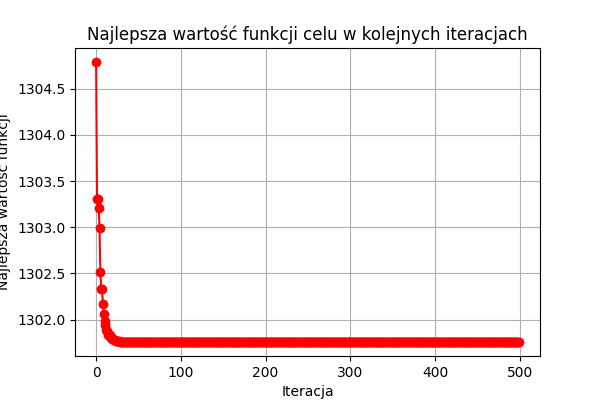 Najlepsza wartość funkcji celu w kolejnych iteracjach
Najlepsza wartość funkcji
1304.5
1304.0
1303.5
1303.0
1302.5
1302.0
0 100 200 300 400 500
Iteracja